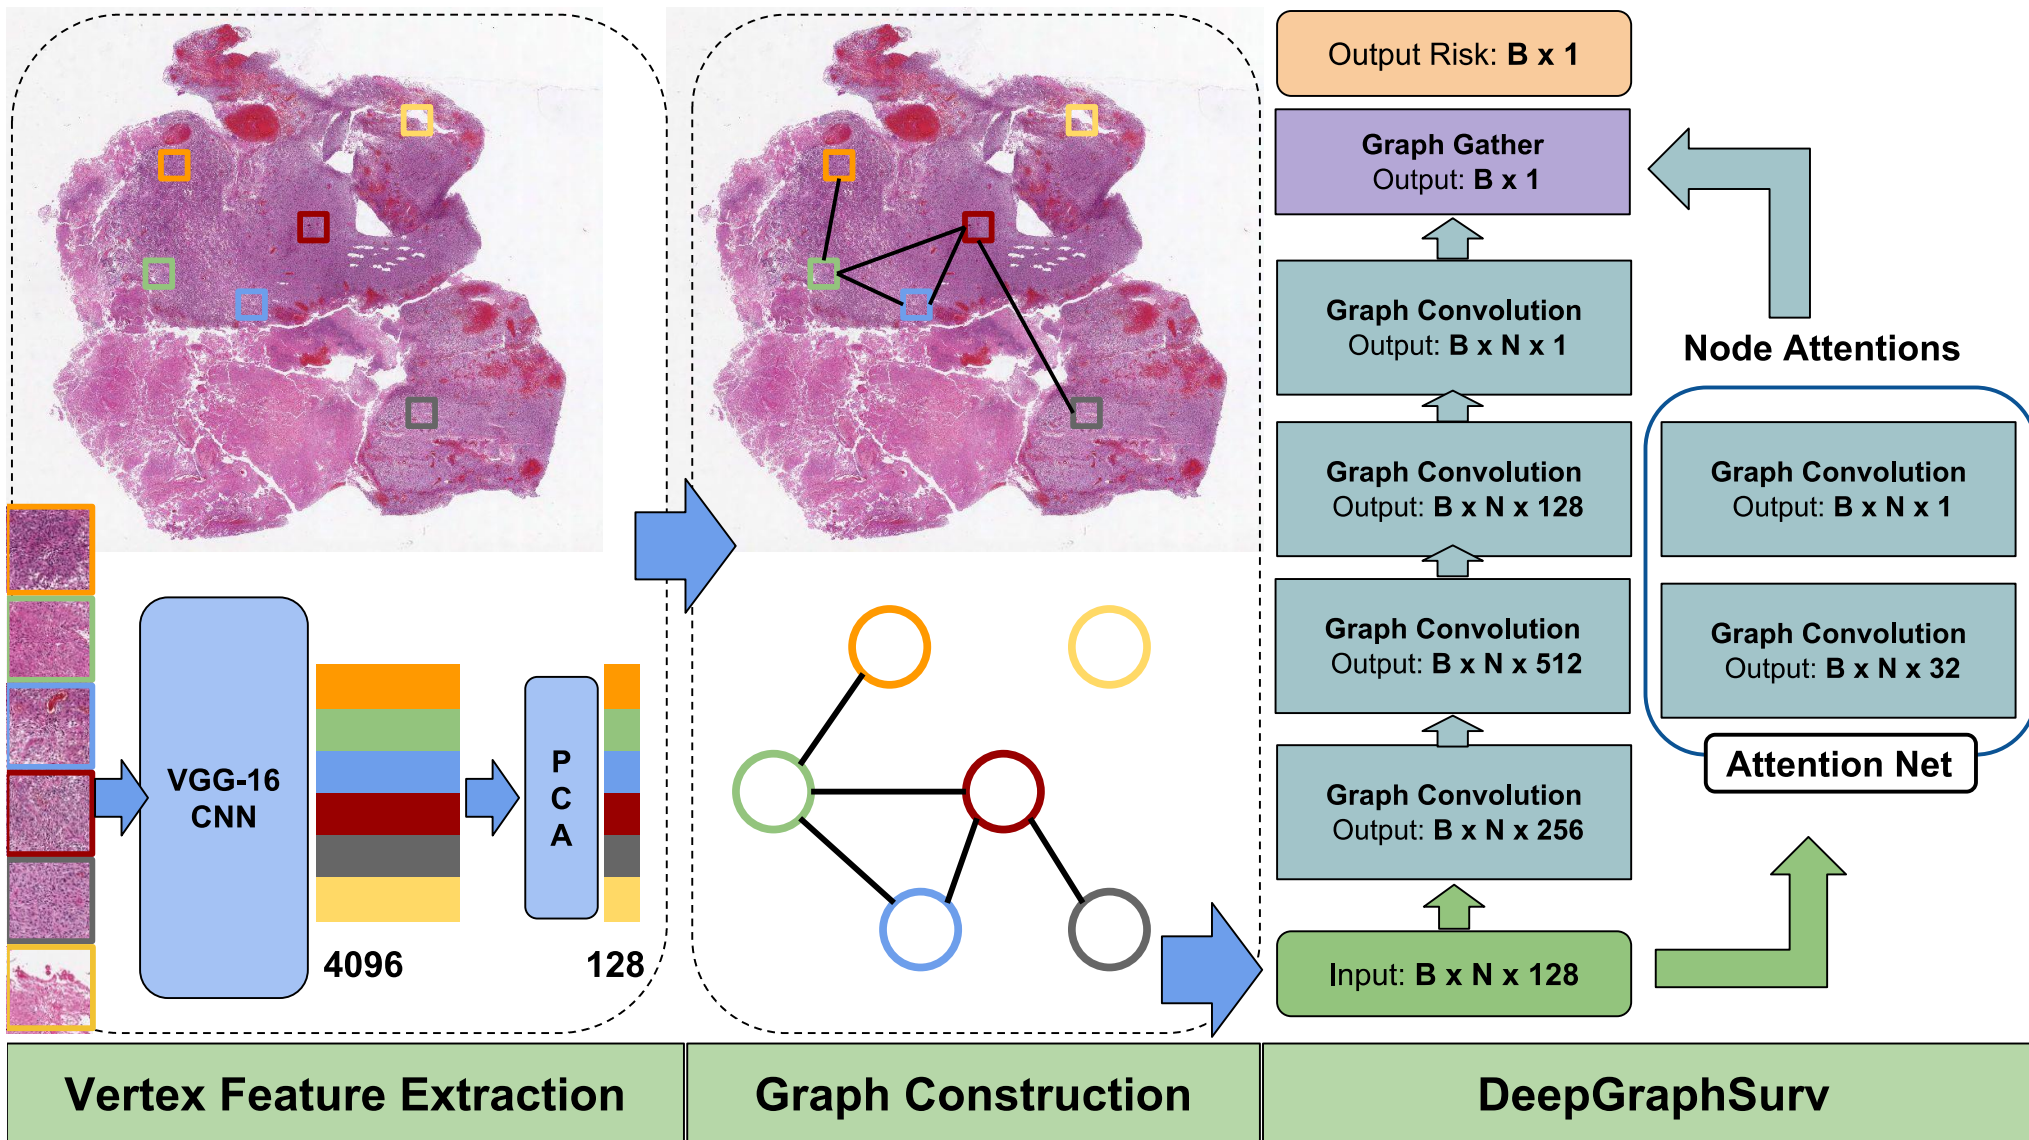 VGG-16
CNN
4096
P
C
A
128
Vertex Feature Extraction
Graph Construction
Output Risk: B x 1
Graph Gather
Output: B x 1
Graph Convolution
Output: B x N x 1
Graph Convolution
Output: B x N x 128
Graph Convolution
Output: B x N x 512
Graph Convolution
Output: B x N x 256
Input: B x N x 128
Node Attentions
Graph Convolution
Output: B x N x 1
Graph Convolution
Output: B x N x 32
Attention Net
DeepGraphSurv